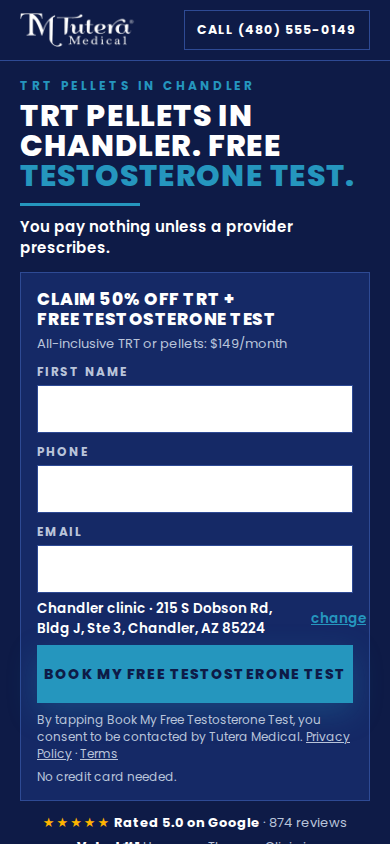 Tutera®
Medical
CALL (480) 555-0149
TRT PELLETS IN CHANDLER
TRT PELLETS IN
CHANDLER. FREE
TESTOSTERONE TEST.
You pay nothing unless a provider
prescribes.
CLAIM 50% OFF TRT +
FREE TESTOSTERONE TEST
All-inclusive TRT or pellets: $149/month
FIRST NAME
PHONE
EMAIL
Chandler clinic · 215 S Dobson Rd,
Bldg J, Ste 3, Chandler, AZ 85224
change
BOOK MY FREE TESTOSTERONE TEST
By tapping Book My Free Testosterone Test, you
consent to be contacted by Tutera Medical. Privacy
Policy · Terms
No credit card needed.
★★★★★ Rated 5.0 on Google · 874 reviews